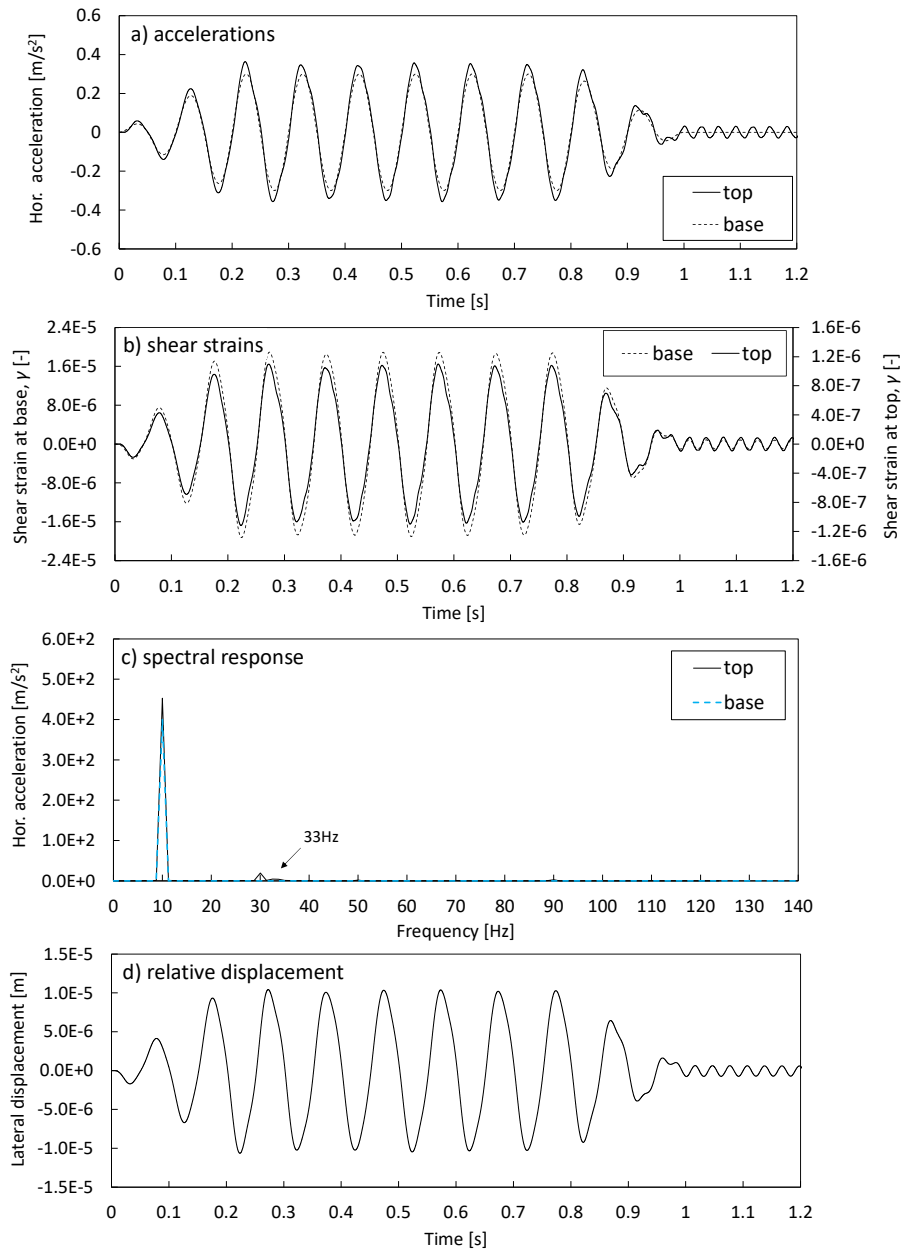 a) accelerations
Hor. acceleration [m/s²]
0.6
0.4
0.2
0
-0.2
-0.4
-0.6
top
base
0 0.1 0.2 0.3 0.4 0.5 0.6 0.7 0.8 0.9 1 1.1 1.2
Time [s]
b) shear strains
Shear strain at base, γ [-]
2.4E-5
1.6E-5
8.0E-6
0.0E+0
-8.0E-6
-1.6E-5
-2.4E-5
base top
1.6E-6
1.2E-6
8.0E-7
4.0E-7
0.0E+0
-4.0E-7
-8.0E-7
-1.2E-6
-1.6E-6
Shear strain at top, γ [-]
0 0.1 0.2 0.3 0.4 0.5 0.6 0.7 0.8 0.9 1 1.1 1.2
Time [s]
c) spectral response
Hor. acceleration [m/s²]
6.0E+2
5.0E+2
4.0E+2
3.0E+2
2.0E+2
1.0E+2
0.0E+0
top
base
33Hz
0 10 20 30 40 50 60 70 80 90 100 110 120 130 140
Frequency [Hz]
d) relative displacement
Lateral displacement [m]
1.5E-5
1.0E-5
5.0E-6
0.0E+0
-5.0E-6
-1.0E-5
-1.5E-5
0 0.1 0.2 0.3 0.4 0.5 0.6 0.7 0.8 0.9 1 1.1 1.2
Time [s]